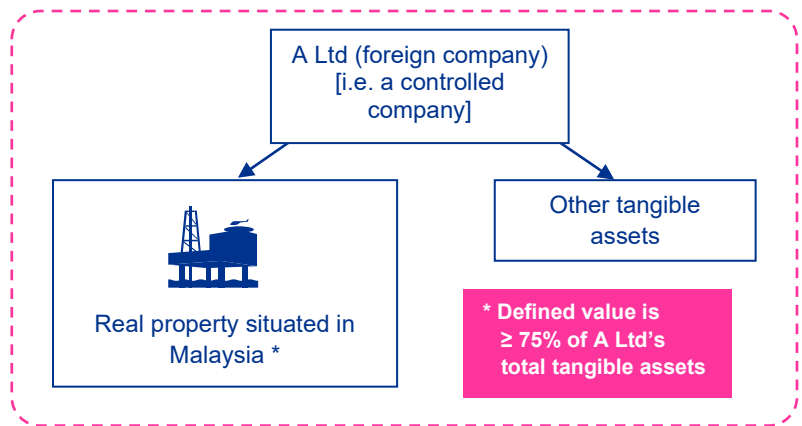 A Ltd (foreign company)
[i.e. a controlled
company]
Real property situated in
Malaysia *
Other tangible
assets
* Defined value is
≥ 75% of A Ltd's
total tangible assets